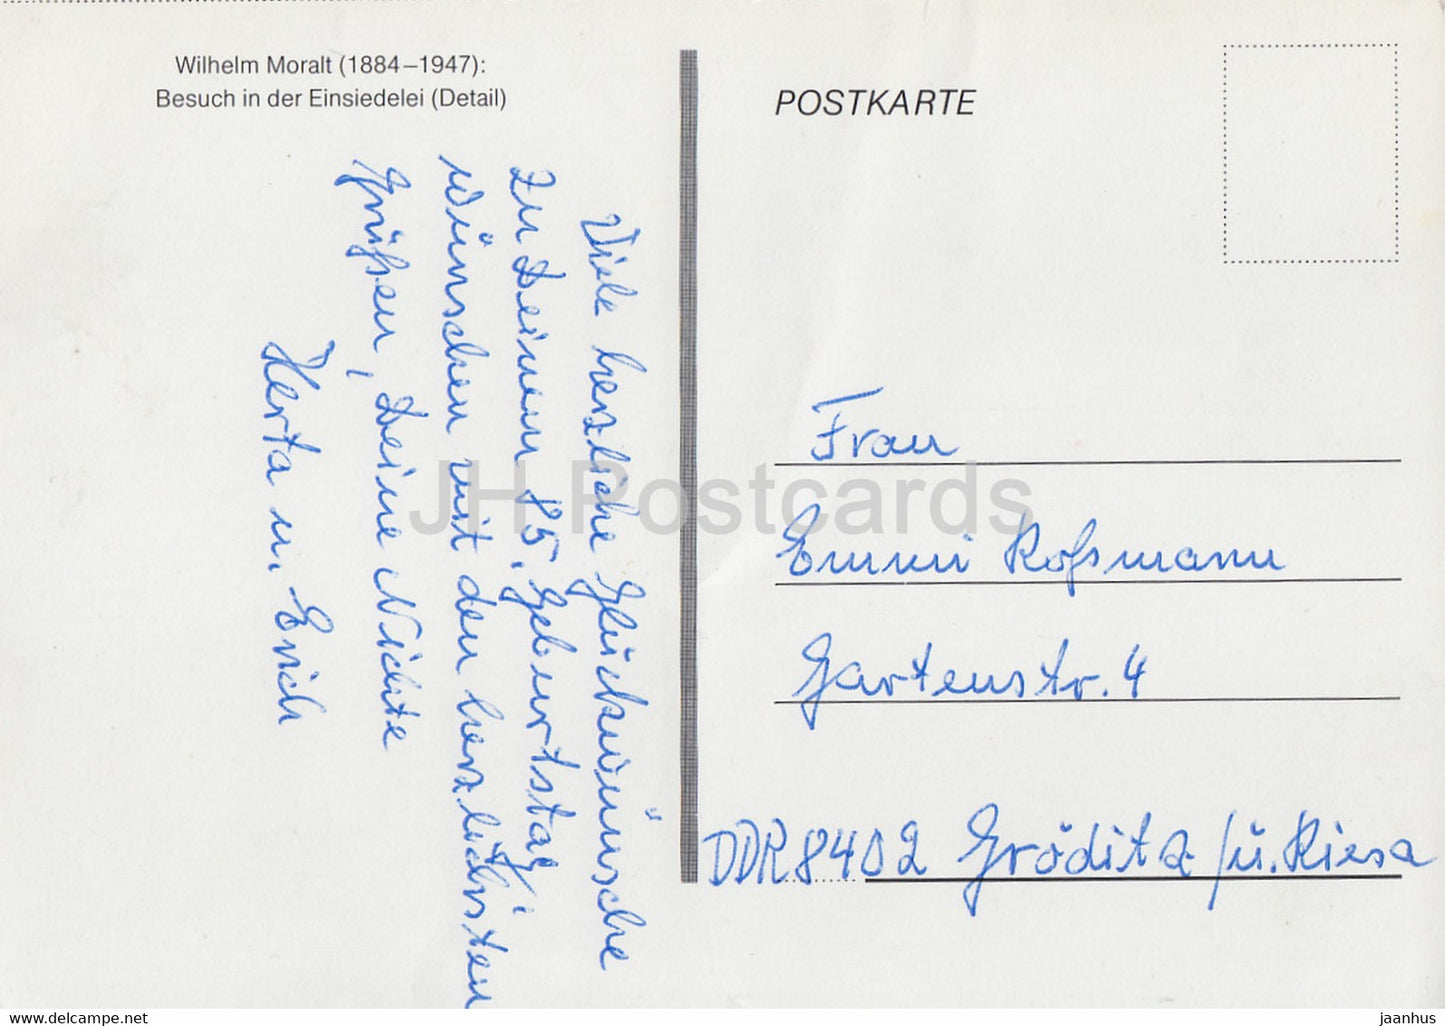 Wilhelm Moralt (1884–1947):
Besuch in der Einsiedelei (Detail)
POSTKARTE
Viele herzliche Glückwünsche
zu Deinem 85. Geburtstag,
wünschen mit den herzlichsten
Grüßen, Deine Nichte
Herta u. Erich
Frau
Emmi Roßmann
Gartenstr. 4
DDR 8402 Gröditz /ü. Riesa
JH Postcards
www.delcampe.net
jaanhus